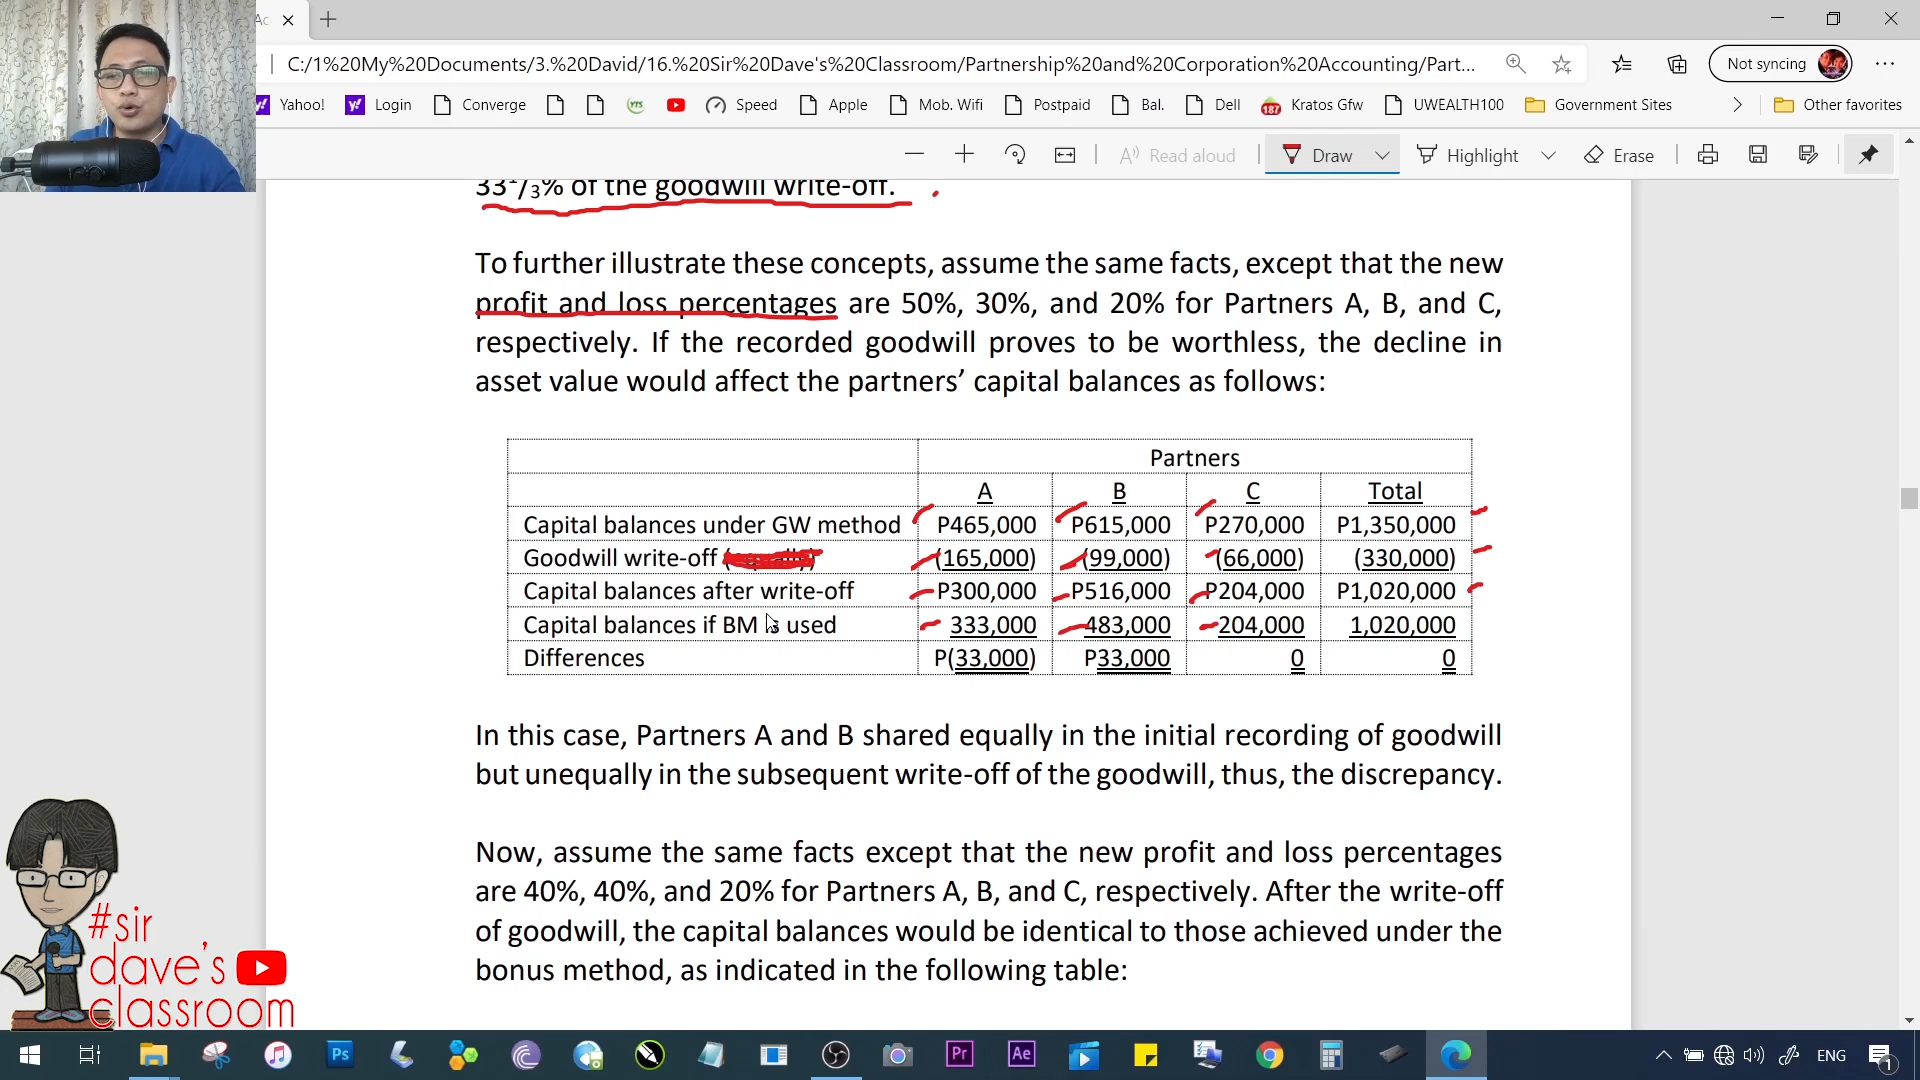 C:/1%20My%20Documents/3.%20David/16.%20Sir%20Dave's%20Classroom/Partnership%20and%20Corporation%20Accounting/Part...
Not syncing
Yahoo! Login Converge Speed Apple Mob. Wifi Postpaid Bal. Dell Kratos Gfw UWEALTH100 Government Sites Other favorites
Read aloud Draw Highlight Erase
33¹/₃% of the goodwill write-off.
To further illustrate these concepts, assume the same facts, except that the new
profit and loss percentages are 50%, 30%, and 20% for Partners A, B, and C,
respectively. If the recorded goodwill proves to be worthless, the decline in
asset value would affect the partners' capital balances as follows:
Partners
A B C Total
Capital balances under GW method P465,000 P615,000 P270,000 P1,350,000
Goodwill write-off (165,000) (99,000) (66,000) (330,000)
Capital balances after write-off P300,000 P516,000 P204,000 P1,020,000
Capital balances if BM is used 333,000 483,000 204,000 1,020,000
Differences P(33,000) P33,000 0 0
In this case, Partners A and B shared equally in the initial recording of goodwill
but unequally in the subsequent write-off of the goodwill, thus, the discrepancy.
Now, assume the same facts except that the new profit and loss percentages
are 40%, 40%, and 20% for Partners A, B, and C, respectively. After the write-off
of goodwill, the capital balances would be identical to those achieved under the
bonus method, as indicated in the following table:
#sir
dave's
classroom
Ps Pr Ae ENG 1